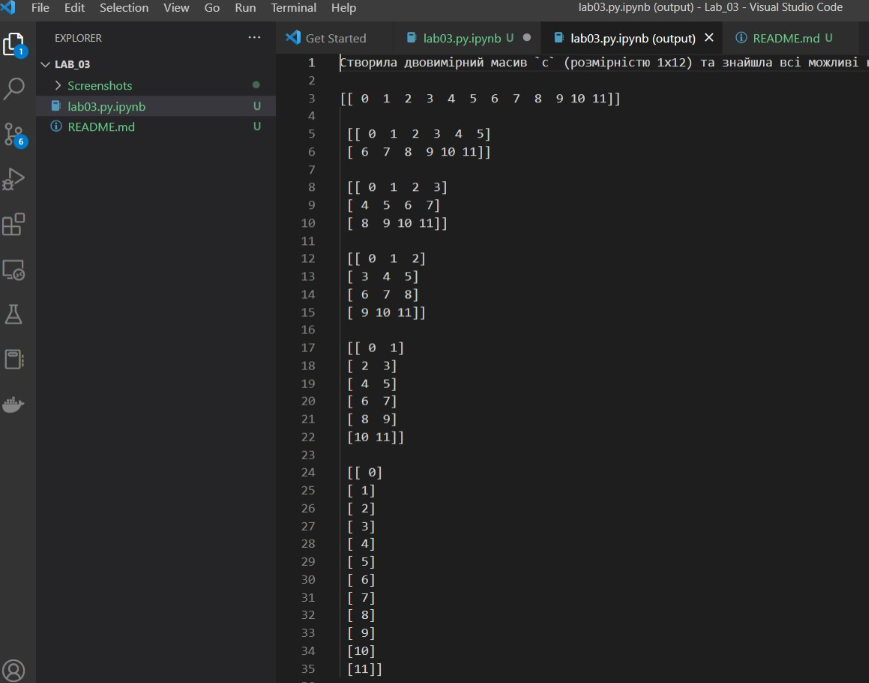 File Edit Selection View Go Run Terminal Help lab03.py.ipynb (output) - Lab_03 - Visual Studio Code
EXPLORER ...
Get Started lab03.py.ipynb U lab03.py.ipynb (output) README.md U
LAB_03
Screenshots
lab03.py.ipynb U
README.md U
1
6
1 Створила двовимірний масив `c` (розмірністю 1x12) та знайшла всі можливі
2
3 [[ 0 1 2 3 4 5 6 7 8 9 10 11]]
4
5 [[ 0 1 2 3 4 5]
6 [ 6 7 8 9 10 11]]
7
8 [[ 0 1 2 3]
9 [ 4 5 6 7]
10 [ 8 9 10 11]]
11
12 [[ 0 1 2]
13 [ 3 4 5]
14 [ 6 7 8]
15 [ 9 10 11]]
16
17 [[ 0 1]
18 [ 2 3]
19 [ 4 5]
20 [ 6 7]
21 [ 8 9]
22 [10 11]]
23
24 [[ 0]
25 [ 1]
26 [ 2]
27 [ 3]
28 [ 4]
29 [ 5]
30 [ 6]
31 [ 7]
32 [ 8]
33 [ 9]
34 [10]
35 [11]]